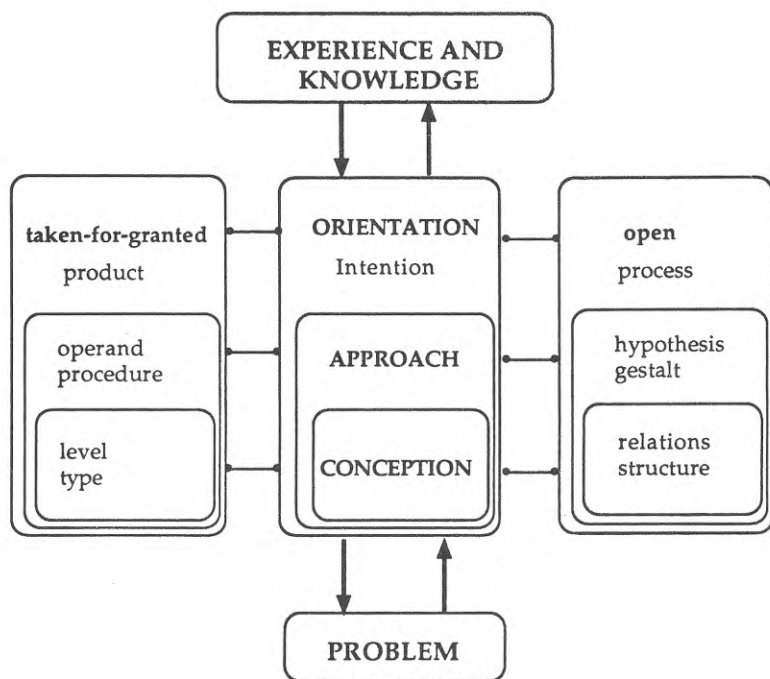 EXPERIENCE AND
KNOWLEDGE
taken-for-granted
product
operand
procedure
level
type
ORIENTATION
Intention
APPROACH
CONCEPTION
open
process
hypothesis
gestalt
relations
structure
PROBLEM